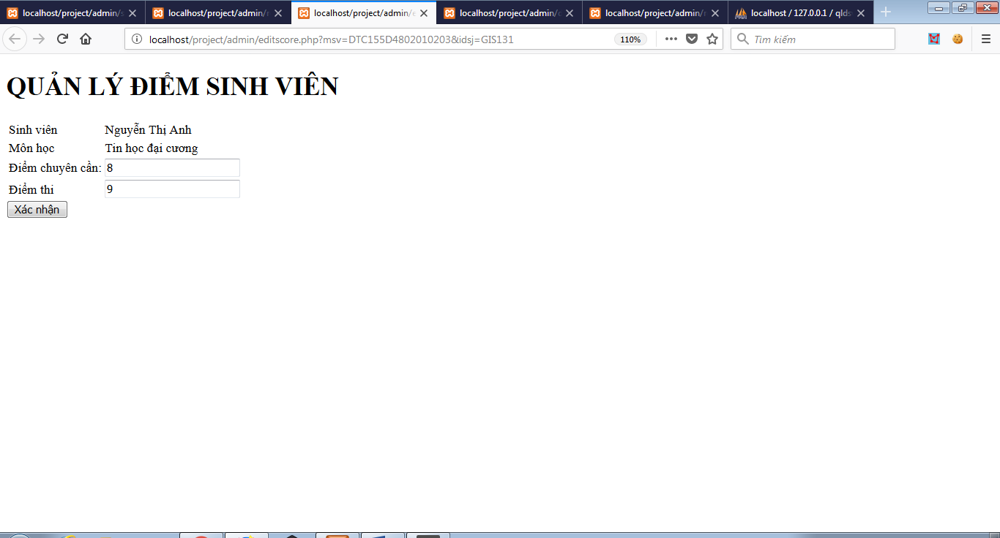 localhost/project/admin/s localhost/project/admin/ localhost/project/admin/e localhost/project/admin/ localhost/project/admin/ localhost / 127.0.0.1 / qlds
localhost/project/admin/editscore.php?msv=DTC155D4802010203&idsj=GIS131 110% Tìm kiếm
QUẢN LÝ ĐIỂM SINH VIÊN
Sinh viên Nguyễn Thị Anh
Môn học Tin học đại cương
Điểm chuyên cần: 8
Điểm thi 9
Xác nhận